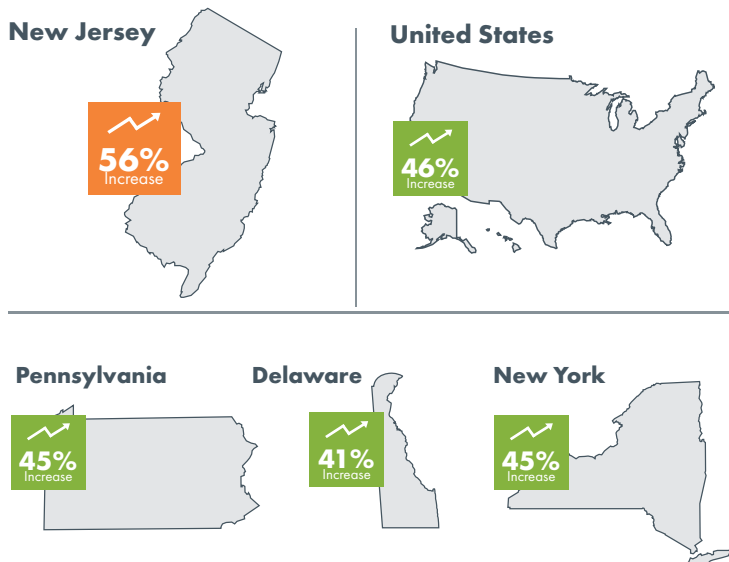 New Jersey
56%
Increase
United States
46%
Increase
Pennsylvania
45%
Increase
Delaware
41%
Increase
New York
45%
Increase